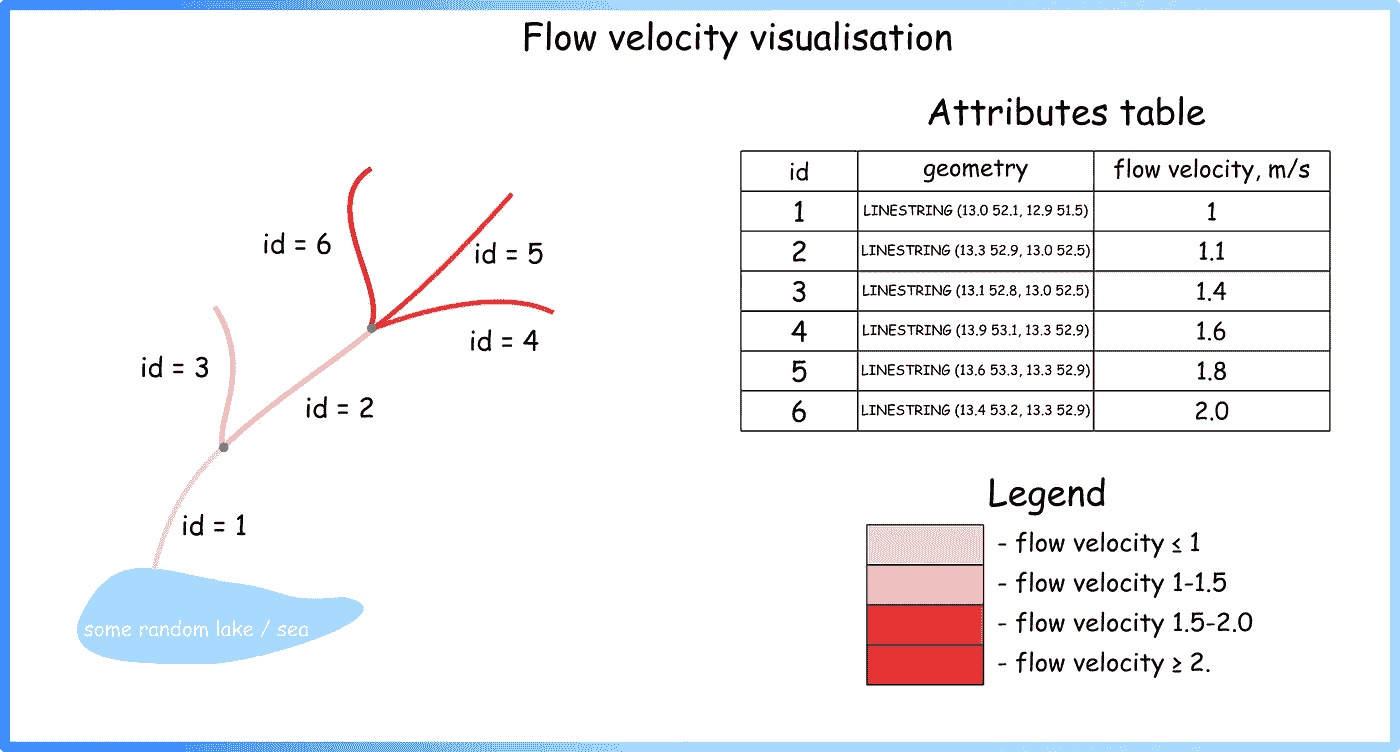 Flow velocity visualisation
id = 6
id = 5
id = 4
id = 3
id = 2
id = 1
some random lake / sea
Attributes table
id geometry flow velocity, m/s
1 LINESTRING (13.0 52.1, 12.9 51.5) 1
2 LINESTRING (13.3 52.9, 13.0 52.5) 1.1
3 LINESTRING (13.1 52.8, 13.0 52.5) 1.4
4 LINESTRING (13.9 53.1, 13.3 52.9) 1.6
5 LINESTRING (13.6 53.3, 13.3 52.9) 1.8
6 LINESTRING (13.4 53.2, 13.3 52.9) 2.0
Legend
- flow velocity ≤ 1
- flow velocity 1-1.5
- flow velocity 1.5-2.0
- flow velocity ≥ 2.